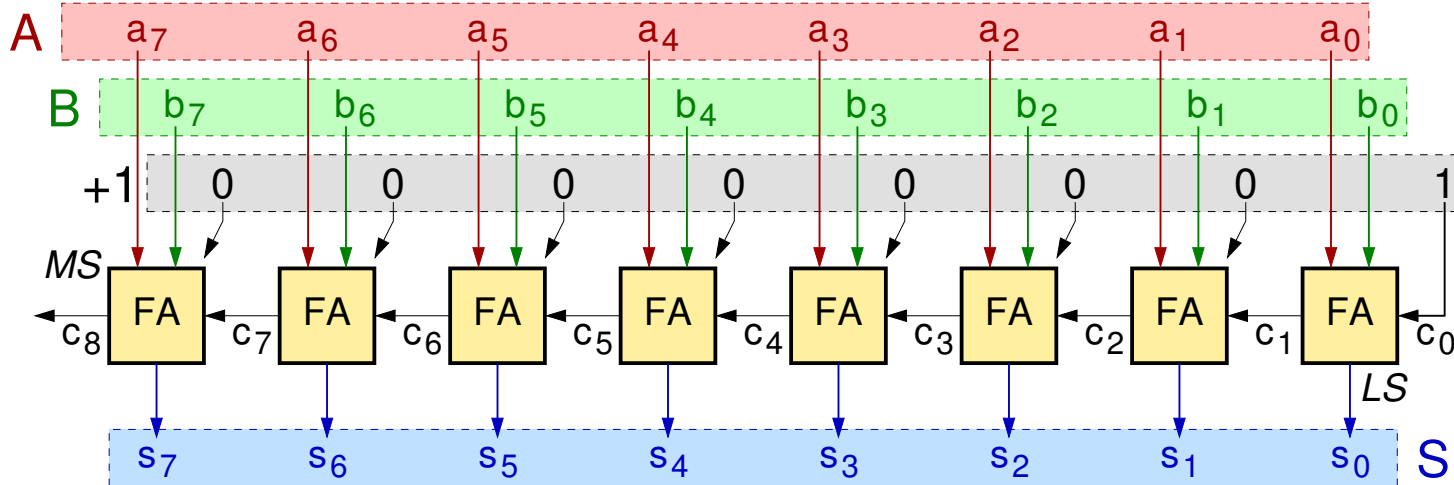 A a7 a6 a5 a4 a3 a2 a1 a0
B b7 b6 b5 b4 b3 b2 b1 b0
+1 0 0 0 0 0 0 0 1
MS
FA FA FA FA FA FA FA FA
c8 c7 c6 c5 c4 c3 c2 c1 c0
LS
s7 s6 s5 s4 s3 s2 s1 s0 S